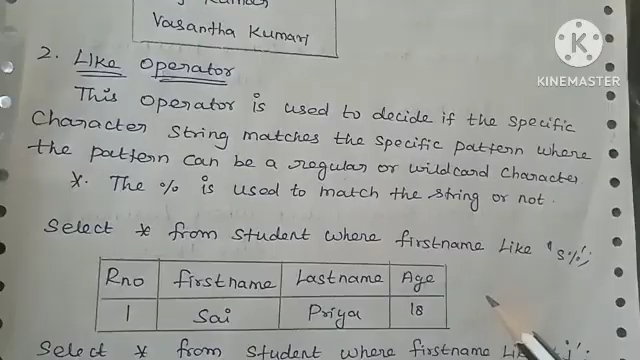 Vasantha Kumari
2. Like Operator
This Operator is used to decide if the specific
Character String matches the specific pattern where
the pattern can be a regular or wildcard character
*. The % is used to match the string or not.
Select * from student where firstname Like 's%';
Rno firstname Lastname Age
1 Sai Priya 18
Select * from student where firstname
K
KINEMASTER